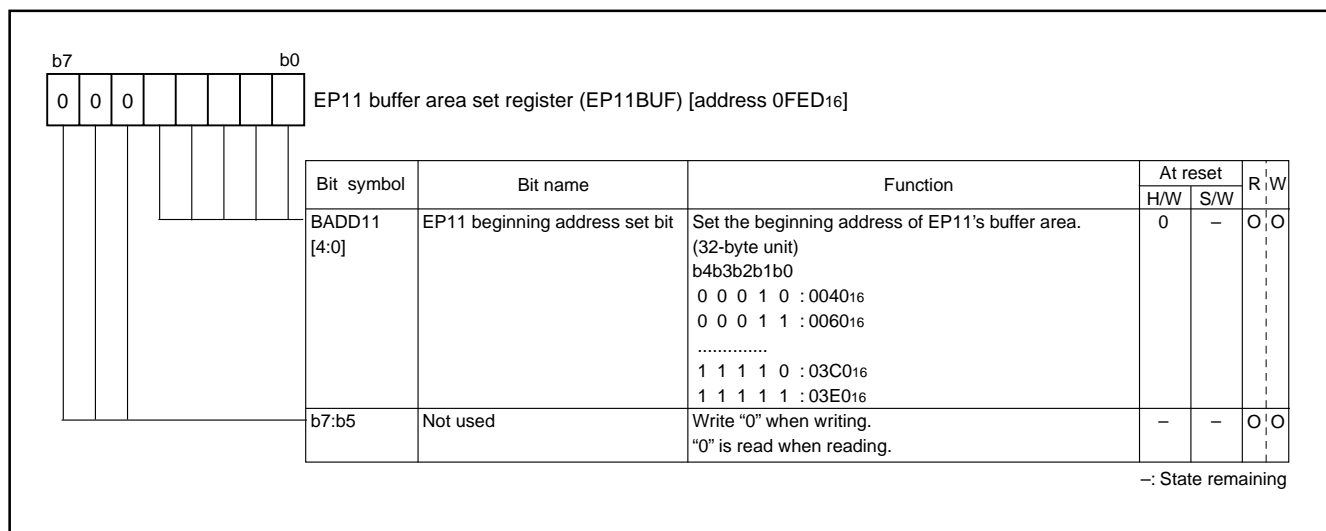 b7 b0
0 0 0 EP11 buffer area set register (EP11BUF) [address 0FED16]
Bit symbol Bit name Function At reset R W
H/W S/W
BADD11 EP11 beginning address set bit Set the beginning address of EP11's buffer area. 0 – O O
[4:0] (32-byte unit)
b4b3b2b1b0
0 0 0 1 0 : 004016
0 0 0 1 1 : 006016
..............
1 1 1 1 0 : 03C016
1 1 1 1 1 : 03E016
b7:b5 Not used Write “0” when writing. – – O O
“0” is read when reading.
–: State remaining